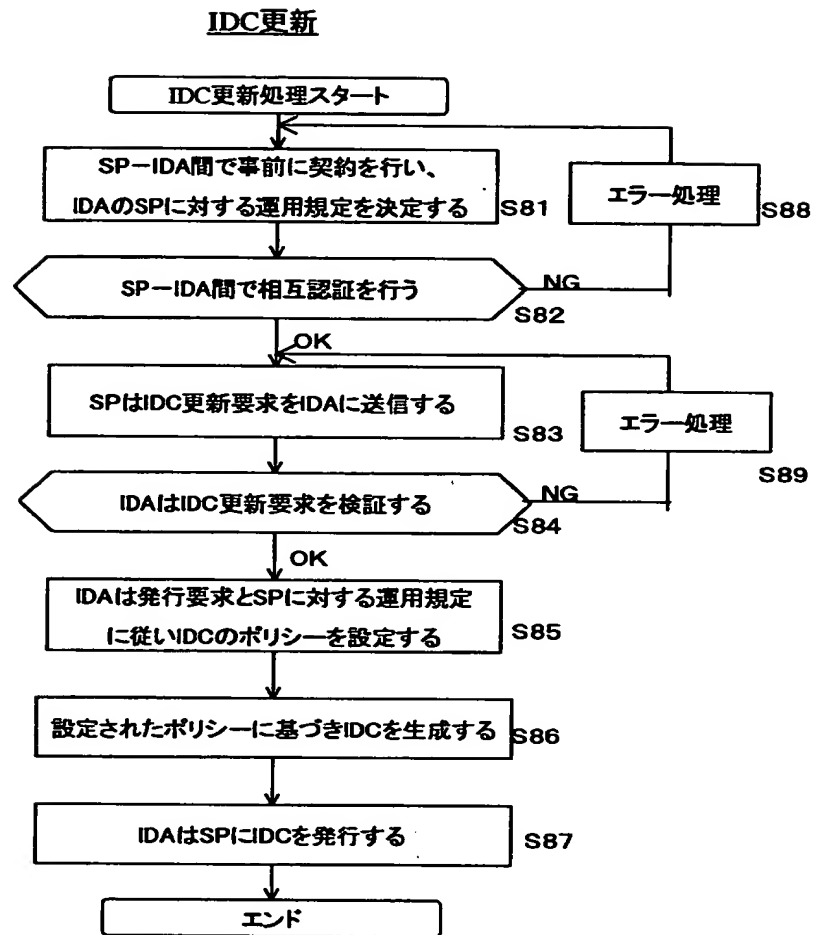 IDC更新
IDC更新処理スタート
SP－IDA間で事前に契約を行い、
IDAのSPに対する運用規定を決定する
S81
エラー処理
S88
SP－IDA間で相互認証を行う
NG
S82
OK
SPはIDC更新要求をIDAに送信する
S83
エラー処理
S89
IDAはIDC更新要求を検証する
NG
S84
OK
IDAは発行要求とSPに対する運用規定
に従いIDCのポリシーを設定する
S85
設定されたポリシーに基づきIDCを生成する
S86
IDAはSPにIDCを発行する
S87
エンド